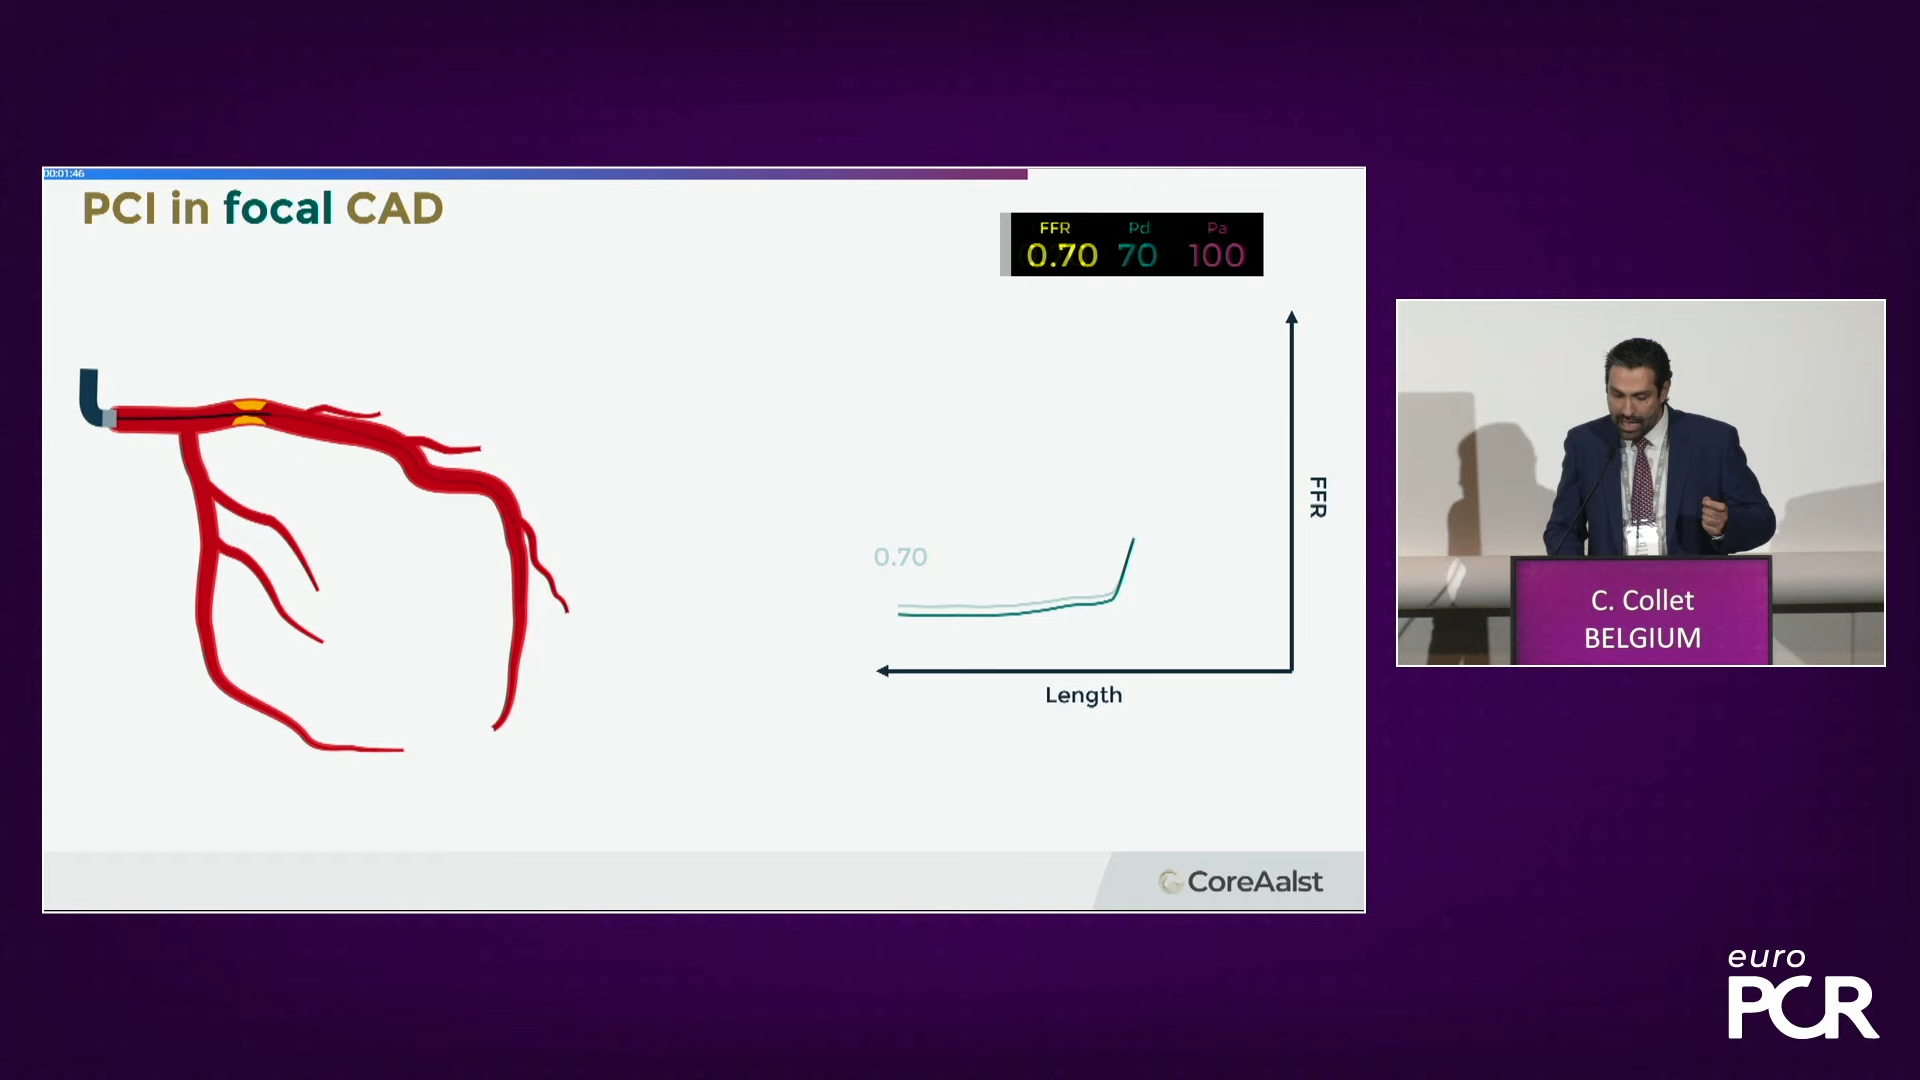 00:01:46
PCI in focal CAD
FFR Pd Pa
0.70 70 100
FFR
0.70
Length
CoreAalst
C. Collet
BELGIUM
euro
PCR